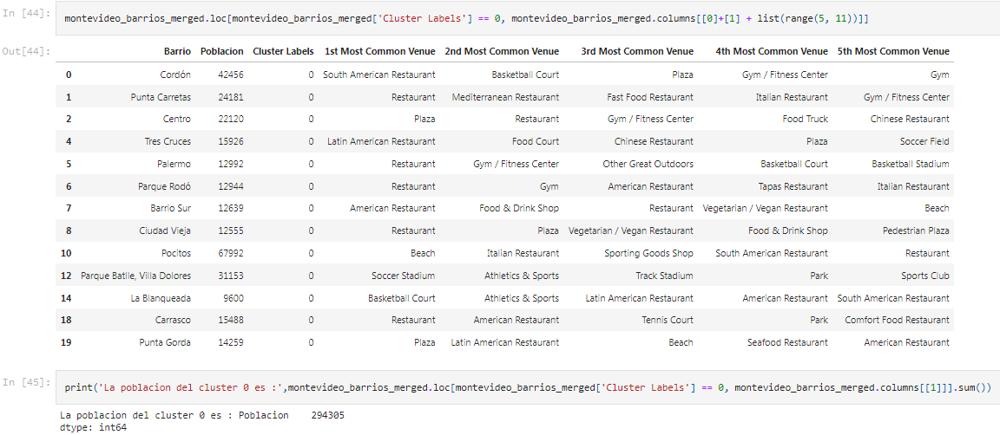 In [44]: montevideo_barrios_merged.loc[montevideo_barrios_merged['Cluster Labels'] == 0, montevideo_barrios_merged.columns[[0]+[1] + list(range(5, 11))]]
Out[44]:
Barrio Poblacion Cluster Labels 1st Most Common Venue 2nd Most Common Venue 3rd Most Common Venue 4th Most Common Venue 5th Most Common Venue
0 Cordón 42456 0 South American Restaurant Basketball Court Plaza Gym / Fitness Center Gym
1 Punta Carretas 24181 0 Restaurant Mediterranean Restaurant Fast Food Restaurant Italian Restaurant Gym / Fitness Center
2 Centro 22120 0 Plaza Restaurant Gym / Fitness Center Food Truck Chinese Restaurant
4 Tres Cruces 15926 0 Latin American Restaurant Food Court Chinese Restaurant Plaza Soccer Field
5 Palermo 12992 0 Restaurant Gym / Fitness Center Other Great Outdoors Basketball Court Basketball Stadium
6 Parque Rodó 12944 0 Restaurant Gym American Restaurant Tapas Restaurant Italian Restaurant
7 Barrio Sur 12639 0 American Restaurant Food & Drink Shop Restaurant Vegetarian / Vegan Restaurant Beach
8 Ciudad Vieja 12555 0 Restaurant Plaza Vegetarian / Vegan Restaurant Food & Drink Shop Pedestrian Plaza
10 Pocitos 67992 0 Beach Italian Restaurant Sporting Goods Shop South American Restaurant Restaurant
12 Parque Batlle, Villa Dolores 31153 0 Soccer Stadium Athletics & Sports Track Stadium Park Sports Club
14 La Blanqueada 9600 0 Basketball Court Athletics & Sports Latin American Restaurant American Restaurant South American Restaurant
18 Carrasco 15488 0 Restaurant American Restaurant Tennis Court Park Comfort Food Restaurant
19 Punta Gorda 14259 0 Plaza Latin American Restaurant Beach Seafood Restaurant American Restaurant
In [45]: print('La poblacion del cluster 0 es :',montevideo_barrios_merged.loc[montevideo_barrios_merged['Cluster Labels'] == 0, montevideo_barrios_merged.columns[[1]]].sum())
La poblacion del cluster 0 es : Poblacion 294305
dtype: int64